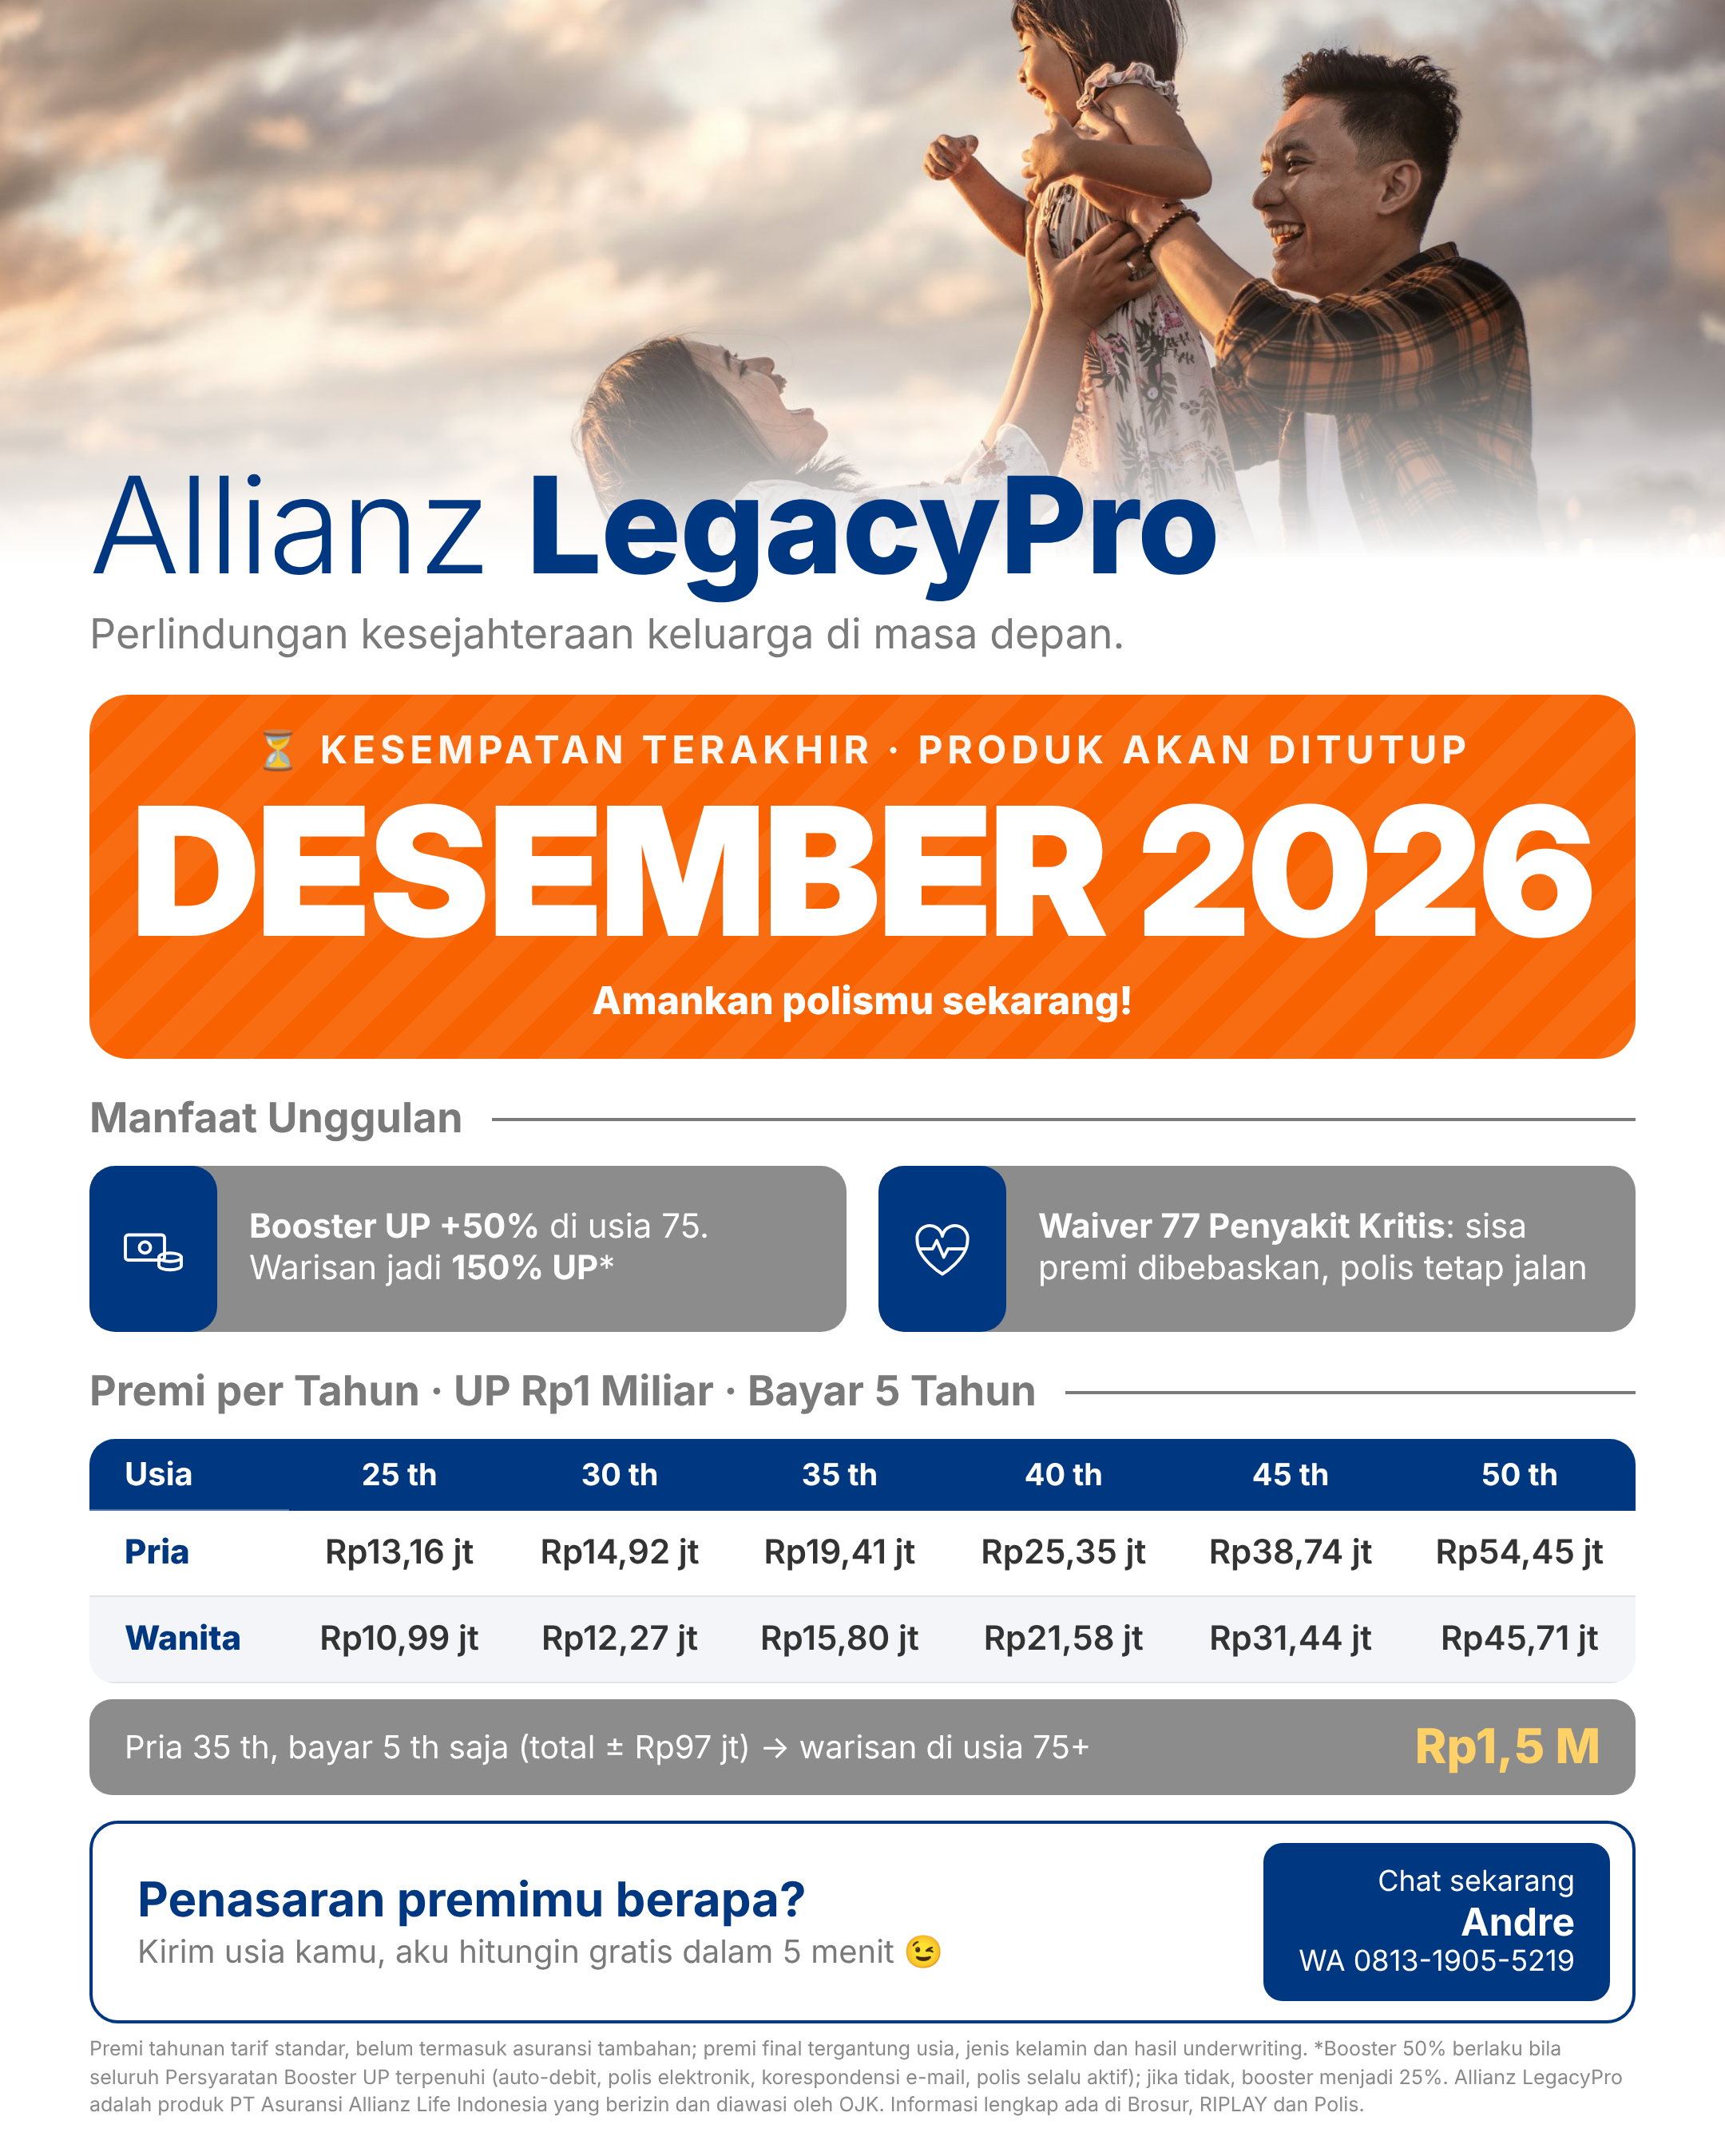 Allianz LegacyPro
Perlindungan kesejahteraan keluarga di masa depan.
⏳ KESEMPATAN TERAKHIR · PRODUK AKAN DITUTUP
DESEMBER 2026
Amankan polismu sekarang!
Manfaat Unggulan
Booster UP +50% di usia 75.
Warisan jadi 150% UP*
Waiver 77 Penyakit Kritis: sisa
premi dibebaskan, polis tetap jalan
Premi per Tahun · UP Rp1 Miliar · Bayar 5 Tahun
Usia 25 th 30 th 35 th 40 th 45 th 50 th
Pria Rp13,16 jt Rp14,92 jt Rp19,41 jt Rp25,35 jt Rp38,74 jt Rp54,45 jt
Wanita Rp10,99 jt Rp12,27 jt Rp15,80 jt Rp21,58 jt Rp31,44 jt Rp45,71 jt
Pria 35 th, bayar 5 th saja (total ± Rp97 jt) → warisan di usia 75+ Rp1,5 M
Penasaran premimu berapa?
Kirim usia kamu, aku hitungin gratis dalam 5 menit 😉
Chat sekarang
Andre
WA 0813-1905-5219
Premi tahunan tarif standar, belum termasuk asuransi tambahan; premi final tergantung usia, jenis kelamin dan hasil underwriting. *Booster 50% berlaku bila
seluruh Persyaratan Booster UP terpenuhi (auto-debit, polis elektronik, korespondensi e-mail, polis selalu aktif); jika tidak, booster menjadi 25%. Allianz LegacyPro
adalah produk PT Asuransi Allianz Life Indonesia yang berizin dan diawasi oleh OJK. Informasi lengkap ada di Brosur, RIPLAY dan Polis.